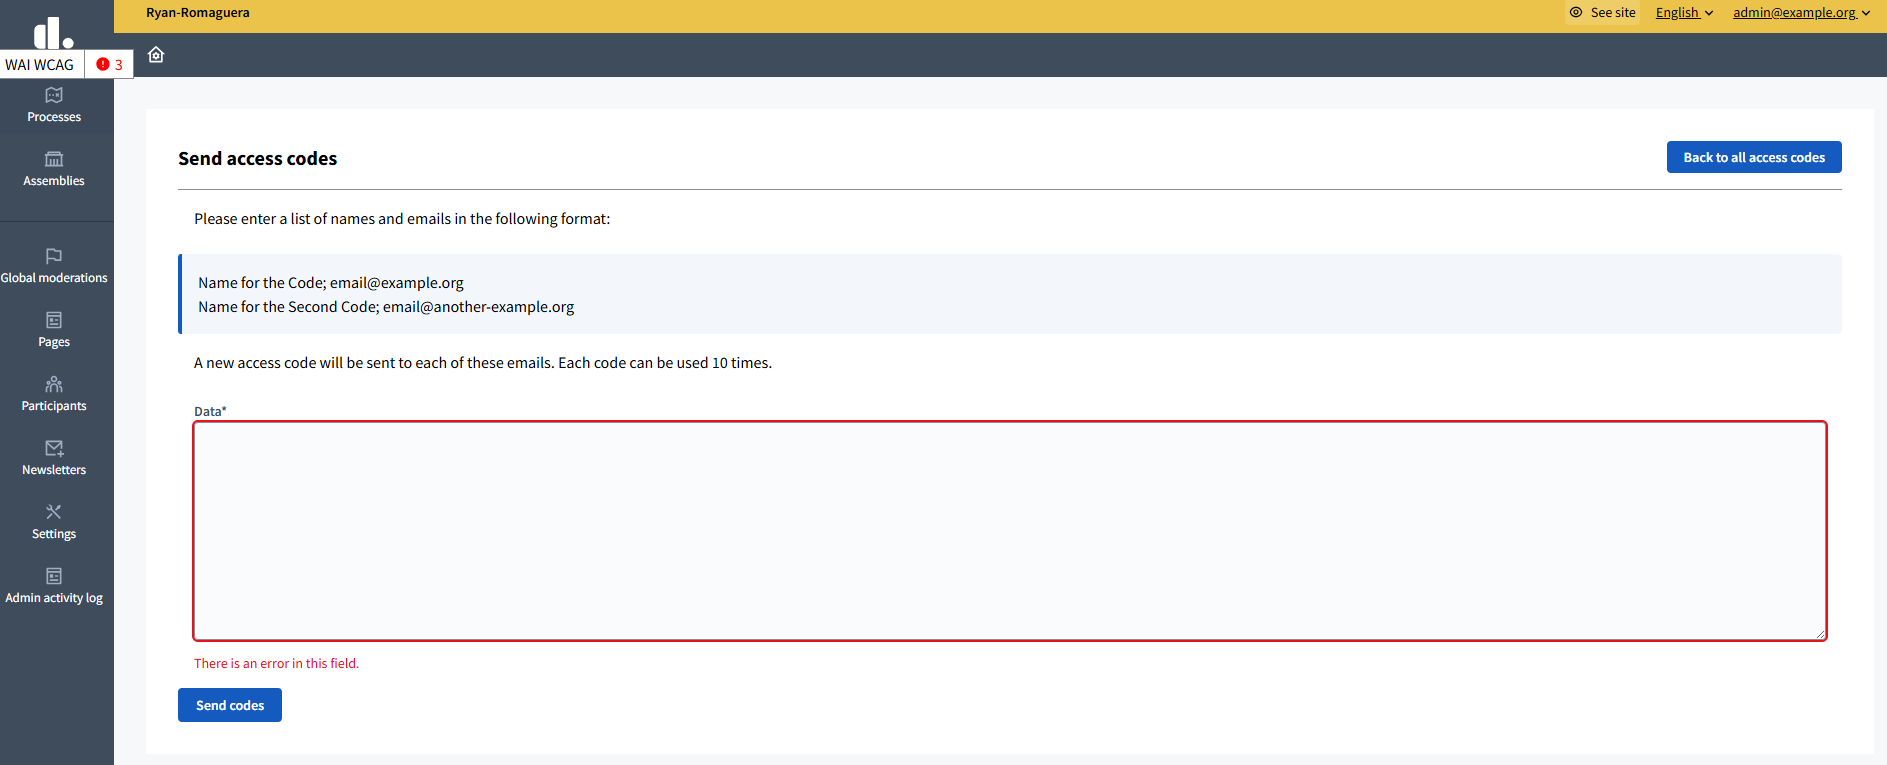 Ryan-Romaguera
See site
English
admin@example.org
WAI WCAG
3
Processes
Assemblies
Global moderations
Pages
Participants
Newsletters
Settings
Admin activity log
Send access codes
Back to all access codes
Please enter a list of names and emails in the following format:
Name for the Code; email@example.org
Name for the Second Code; email@another-example.org
A new access code will be sent to each of these emails. Each code can be used 10 times.
Data*
There is an error in this field.
Send codes